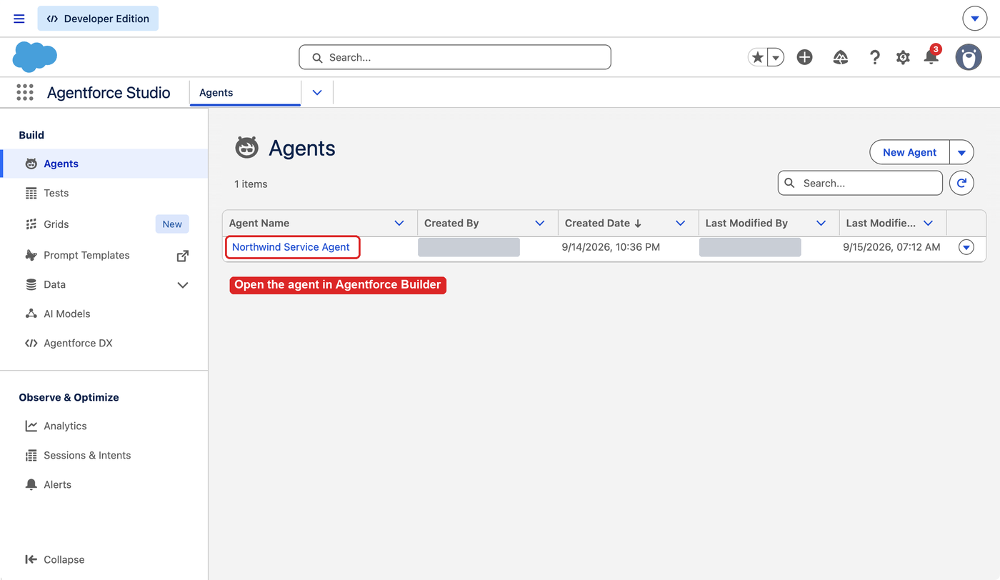 Developer Edition
Search...
3
Agentforce Studio
Agents
Build
Agents
Tests
Grids
New
Prompt Templates
Data
AI Models
Agentforce DX
Observe & Optimize
Analytics
Sessions & Intents
Alerts
Collapse
Agents
New Agent
1 items
Search...
Agent Name Created By Created Date Last Modified By Last Modifie...
Northwind Service Agent 9/14/2026, 10:36 PM 9/15/2026, 07:12 AM
Open the agent in Agentforce Builder